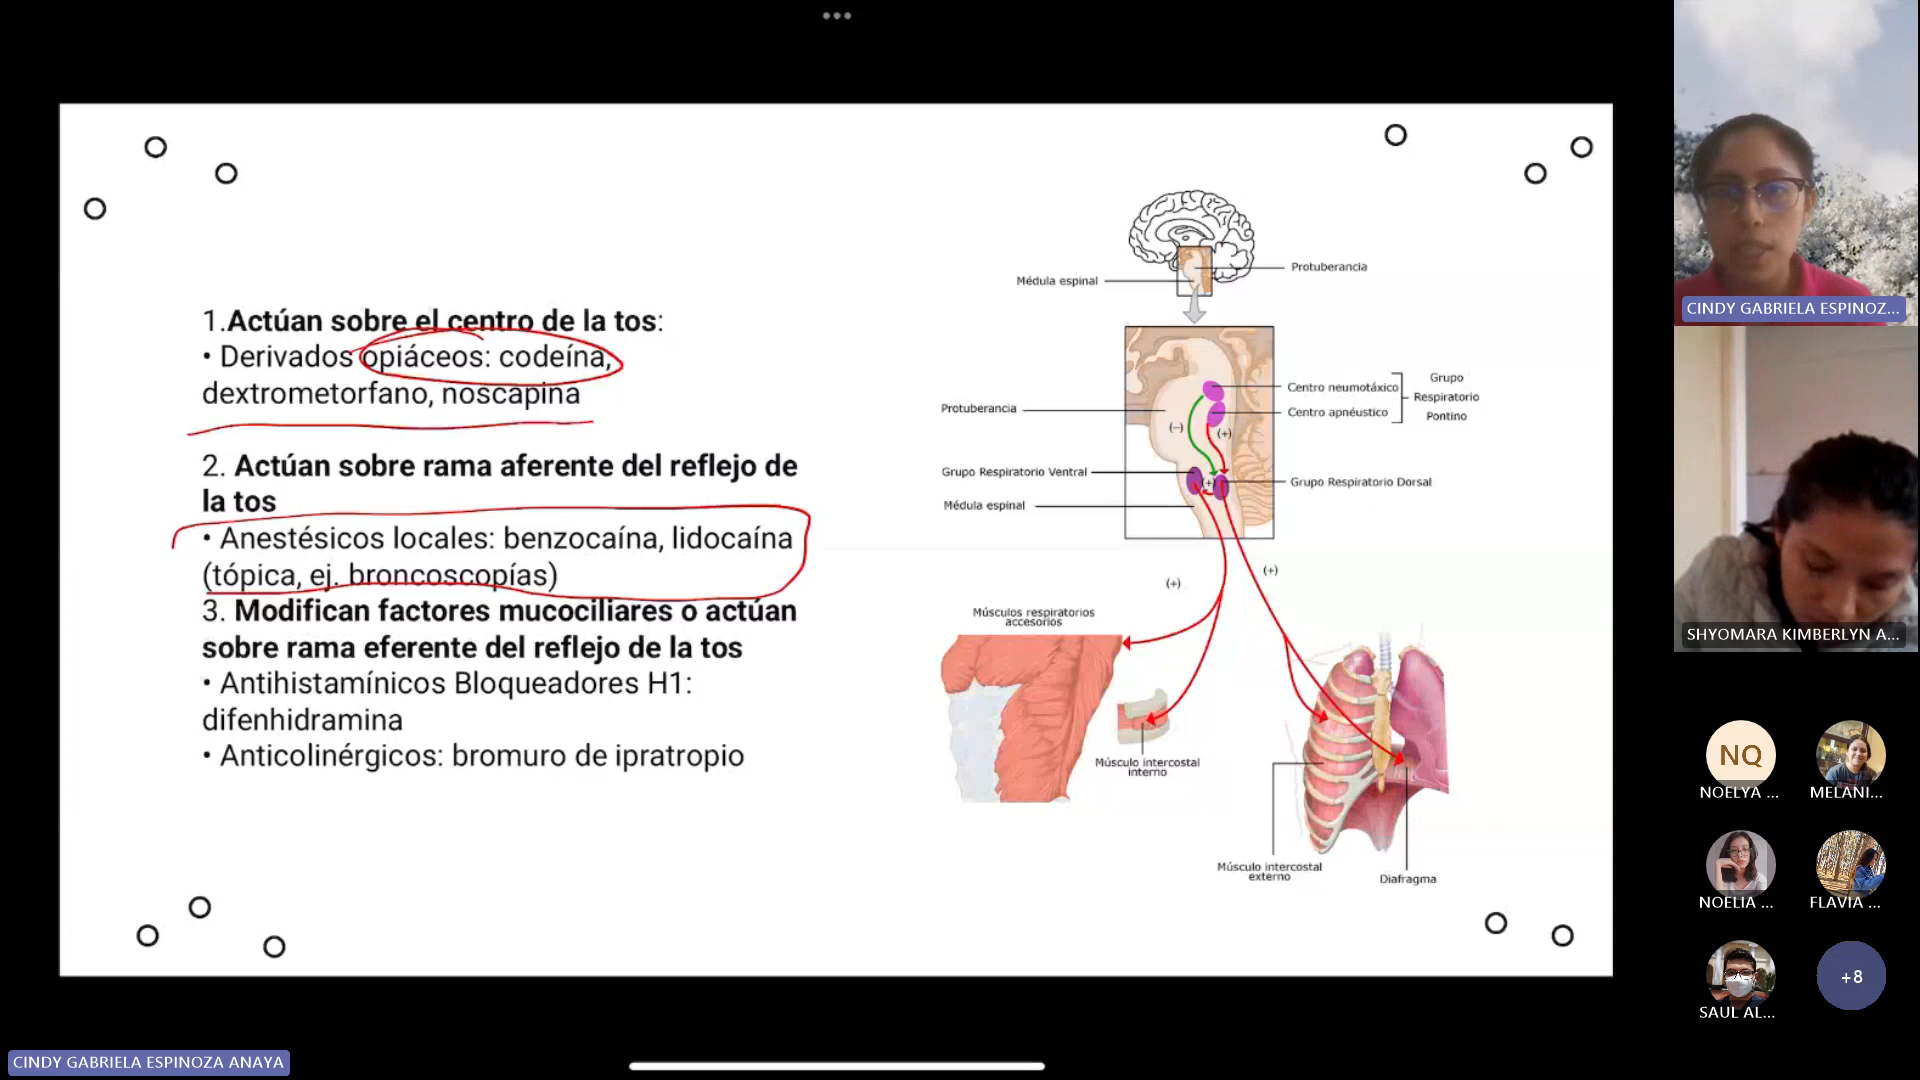 1.Actúan sobre el centro de la tos:
• Derivados opiáceos: codeína,
dextrometorfano, noscapina
2. Actúan sobre rama aferente del reflejo de
la tos
• Anestésicos locales: benzocaína, lidocaína
(tópica, ej. broncoscopías)
3. Modifican factores mucociliares o actúan
sobre rama eferente del reflejo de la tos
• Antihistamínicos Bloqueadores H1:
difenhidramina
• Anticolinérgicos: bromuro de ipratropio
Protuberancia
Médula espinal
Centro neumotáxico
Centro apnéustico
Grupo
Respiratorio
Pontino
Protuberancia
(−)
(+)
Grupo Respiratorio Ventral
(+)
Grupo Respiratorio Dorsal
Médula espinal
(+)
(+)
Músculos respiratorios
accesorios
Músculo intercostal
interno
Músculo intercostal
externo
Diafragma
CINDY GABRIELA ESPINOZ...
SHYOMARA KIMBERLYN A...
NQ
NOELYA ...
MELANI...
NOELIA ...
FLAVIA ...
SAUL AL...
+8
CINDY GABRIELA ESPINOZA ANAYA